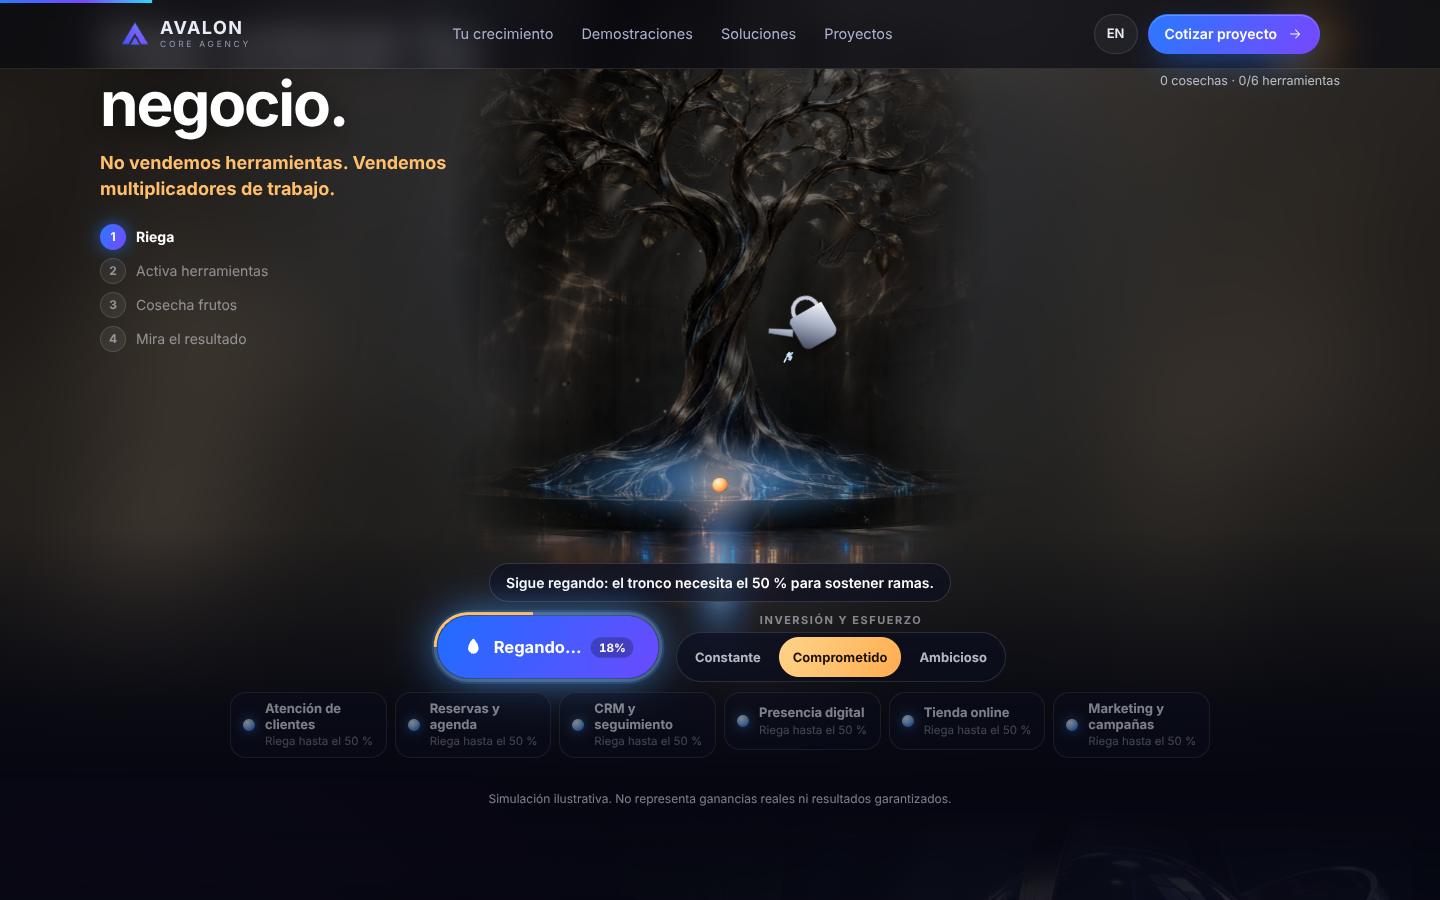 AVALON
CORE AGENCY
Tu crecimiento
Demostraciones
Soluciones
Proyectos
EN
Cotizar proyecto →
0 cosechas · 0/6 herramientas
negocio.
No vendemos herramientas. Vendemos
multiplicadores de trabajo.
1 Riega
2 Activa herramientas
3 Cosecha frutos
4 Mira el resultado
Sigue regando: el tronco necesita el 50 % para sostener ramas.
Regando... 18%
INVERSIÓN Y ESFUERZO
Constante
Comprometido
Ambicioso
Atención de
clientes
Riega hasta el 50 %
Reservas y
agenda
Riega hasta el 50 %
CRM y
seguimiento
Riega hasta el 50 %
Presencia digital
Riega hasta el 50 %
Tienda online
Riega hasta el 50 %
Marketing y
campañas
Riega hasta el 50 %
Simulación ilustrativa. No representa ganancias reales ni resultados garantizados.